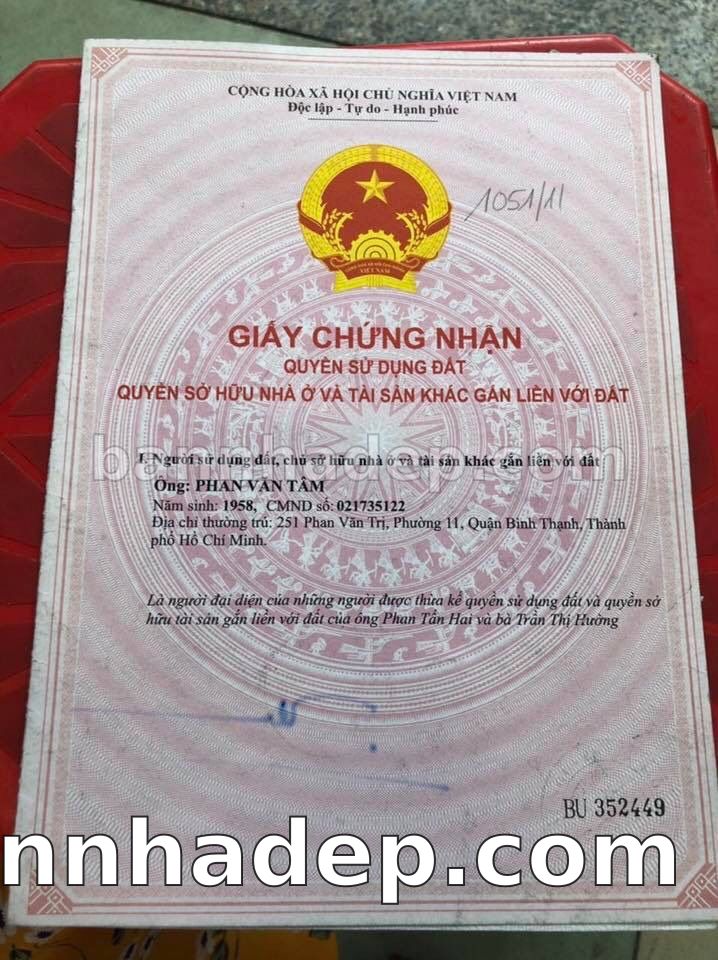 CỘNG HÒA XÃ HỘI CHỦ NGHĨA VIỆT NAM
Độc lập - Tự do - Hạnh phúc
1051/11
VIỆT NAM
GIẤY CHỨNG NHẬN
QUYỀN SỬ DỤNG ĐẤT
QUYỀN SỞ HỮU NHÀ Ở VÀ TÀI SẢN KHÁC GẮN LIỀN VỚI ĐẤT
bannhadep.com
I. Người sử dụng đất, chủ sở hữu nhà ở và tài sản khác gắn liền với đất
Ông: PHAN VĂN TÂM
Năm sinh: 1958, CMND số: 021735122
Địa chỉ thường trú: 251 Phan Văn Trị, Phường 11, Quận Bình Thạnh, Thành
phố Hồ Chí Minh.
Là người đại diện của những người được thừa kế quyền sử dụng đất và quyền sở
hữu tài sản gắn liền với đất của ông Phan Tấn Hai và bà Trần Thị Hường
BU 352449
nnhadep.com